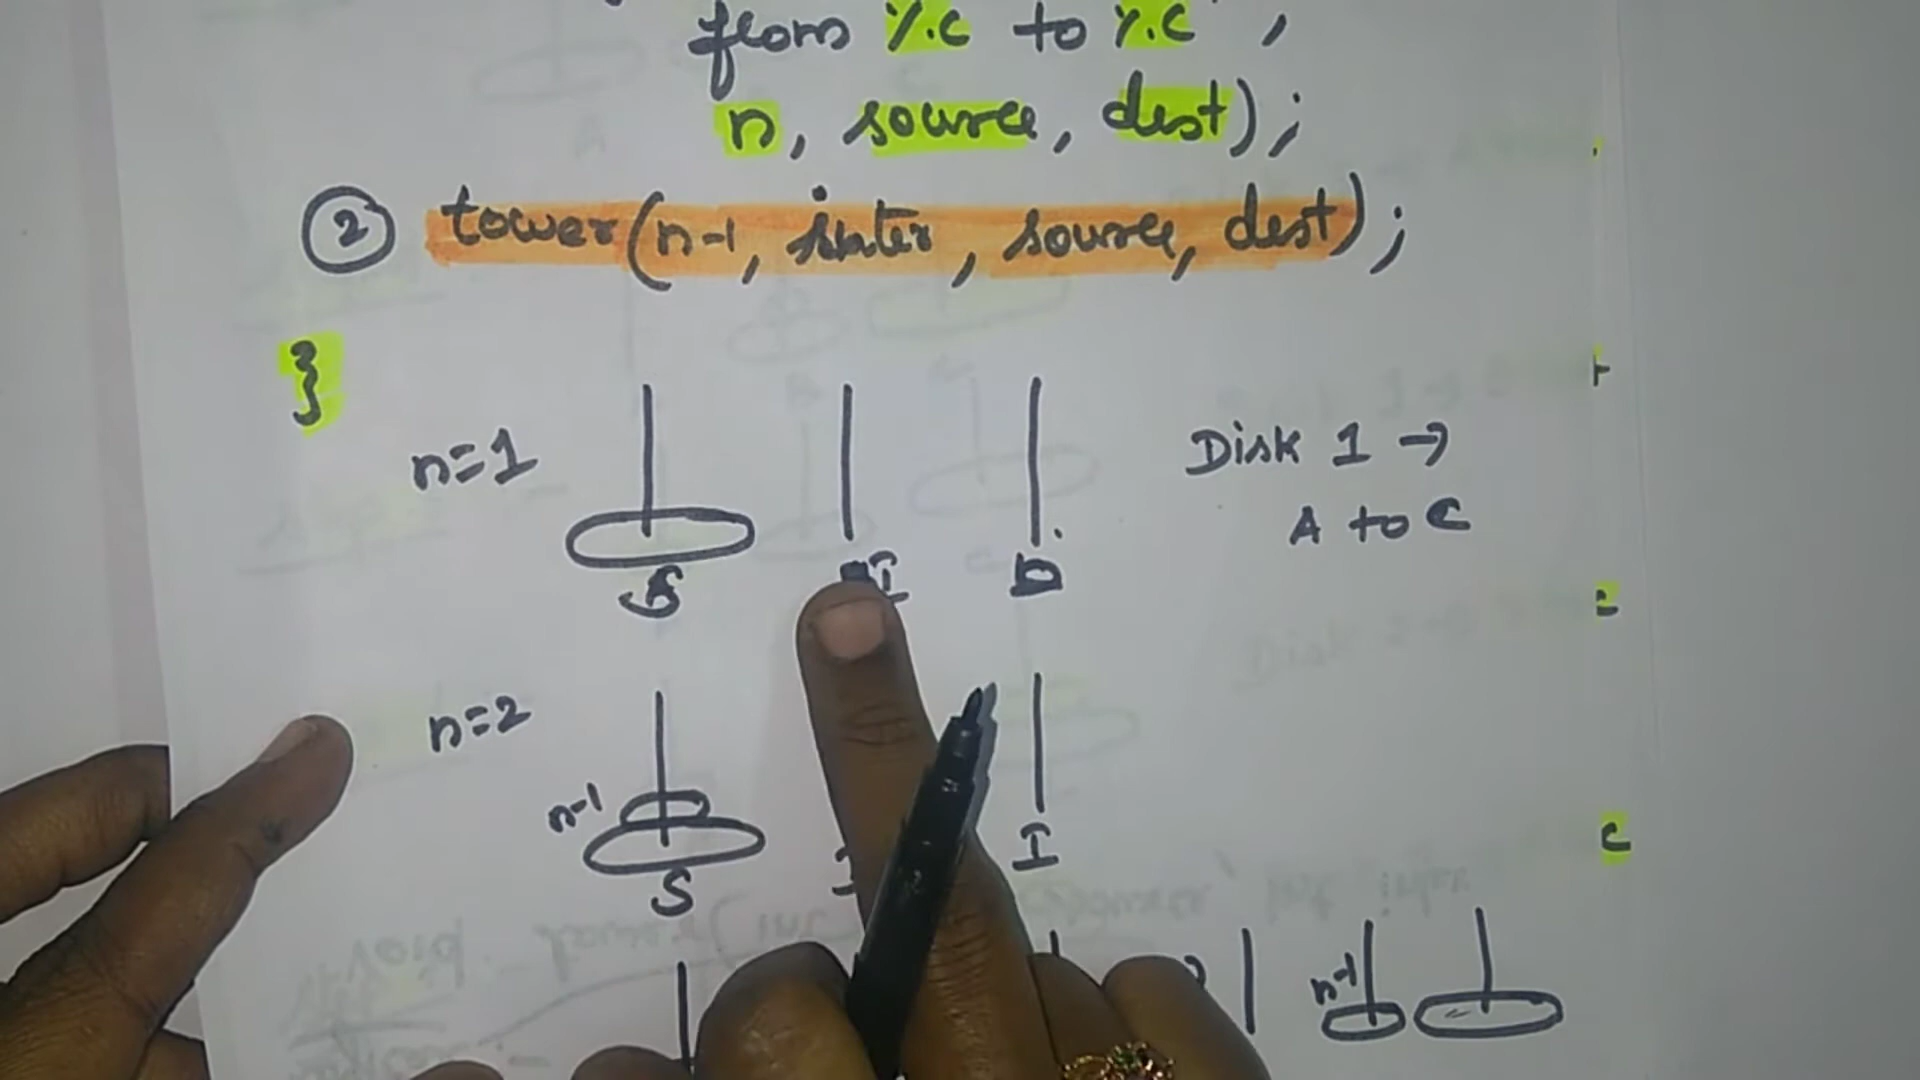 from %c to %c",
n, source, dest);
② tower(n-1, inter, source, dest);
}
n=1
Disk 1 →
A to C
S I D
n=2
n-1
S I
n-1